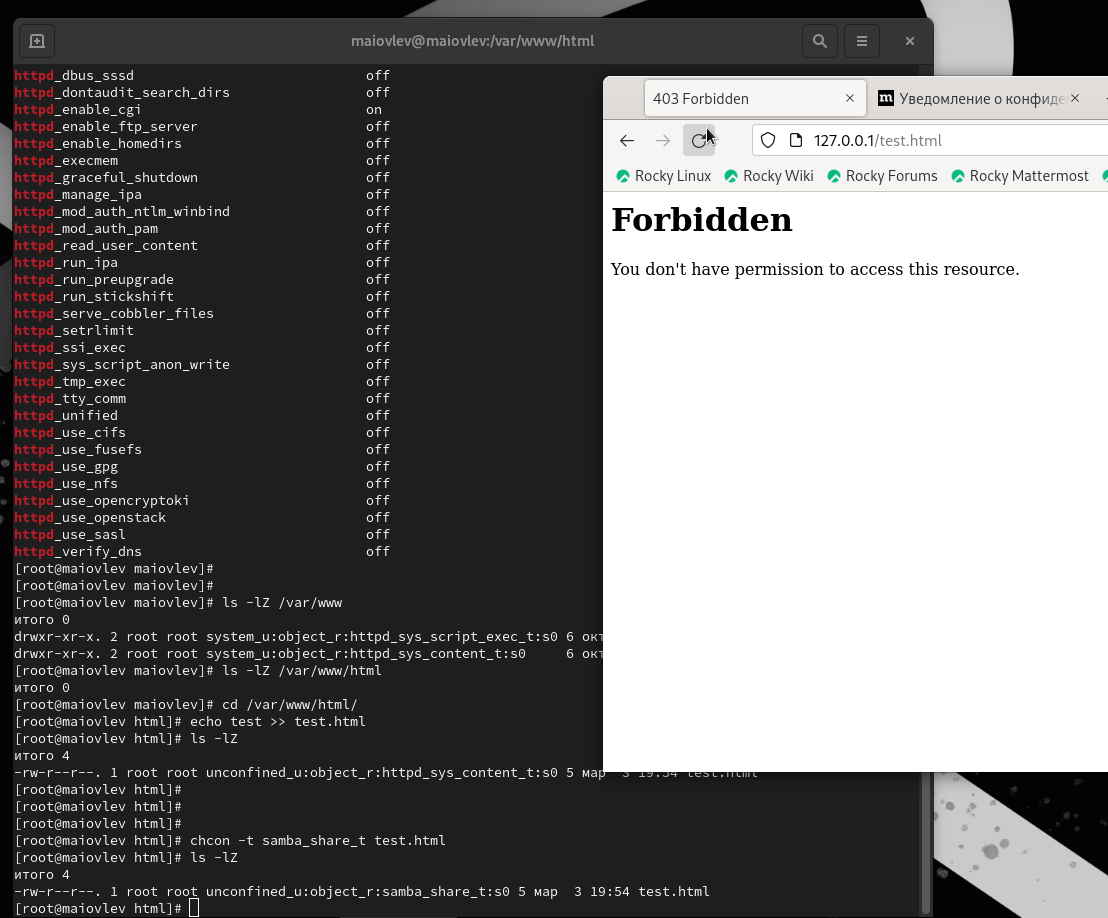 maiovlev@maiovlev:/var/www/html
httpd_dbus_sssd off
httpd_dontaudit_search_dirs off
httpd_enable_cgi on
httpd_enable_ftp_server off
httpd_enable_homedirs off
httpd_execmem off
httpd_graceful_shutdown off
httpd_manage_ipa off
httpd_mod_auth_ntlm_winbind off
httpd_mod_auth_pam off
httpd_read_user_content off
httpd_run_ipa off
httpd_run_preupgrade off
httpd_run_stickshift off
httpd_serve_cobbler_files off
httpd_setrlimit off
httpd_ssi_exec off
httpd_sys_script_anon_write off
httpd_tmp_exec off
httpd_tty_comm off
httpd_unified off
httpd_use_cifs off
httpd_use_fusefs off
httpd_use_gpg off
httpd_use_nfs off
httpd_use_opencryptoki off
httpd_use_openstack off
httpd_use_sasl off
httpd_verify_dns off
[root@maiovlev maiovlev]#
[root@maiovlev maiovlev]#
[root@maiovlev maiovlev]# ls -lZ /var/www
итого 0
drwxr-xr-x. 2 root root system_u:object_r:httpd_sys_script_exec_t:s0 6 окт
drwxr-xr-x. 2 root root system_u:object_r:httpd_sys_content_t:s0 6 окт
[root@maiovlev maiovlev]# ls -lZ /var/www/html
итого 0
[root@maiovlev maiovlev]# cd /var/www/html/
[root@maiovlev html]# echo test >> test.html
[root@maiovlev html]# ls -lZ
итого 4
-rw-r--r--. 1 root root unconfined_u:object_r:httpd_sys_content_t:s0 5 мар 3 19:54 test.html
[root@maiovlev html]#
[root@maiovlev html]#
[root@maiovlev html]#
[root@maiovlev html]# chcon -t samba_share_t test.html
[root@maiovlev html]# ls -lZ
итого 4
-rw-r--r--. 1 root root unconfined_u:object_r:samba_share_t:s0 5 мар 3 19:54 test.html
[root@maiovlev html]#
403 Forbidden
m Уведомление о конфиде
127.0.0.1/test.html
Rocky Linux Rocky Wiki Rocky Forums Rocky Mattermost
Forbidden
You don't have permission to access this resource.